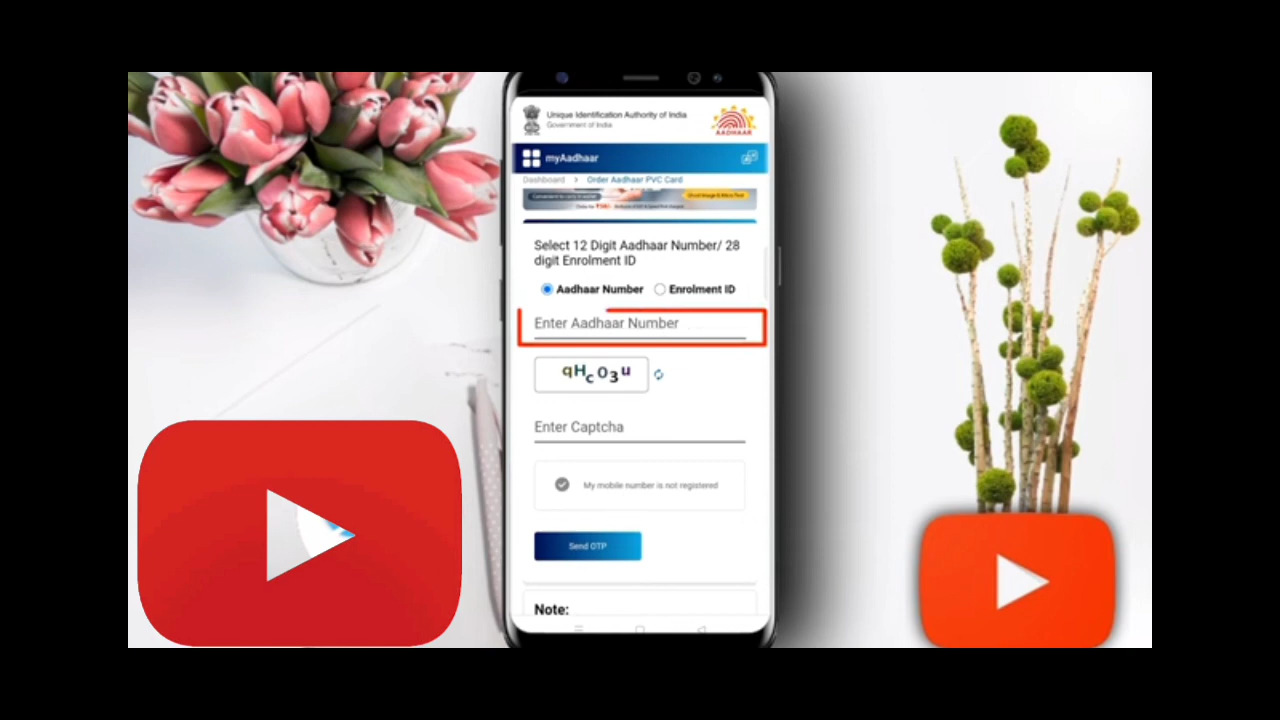 Unique Identification Authority of India
Government of India
AADHAAR
myAadhaar
Dashboard > Order Aadhaar PVC Card
Select 12 Digit Aadhaar Number/ 28
digit Enrolment ID
Aadhaar Number Enrolment ID
Enter Aadhaar Number
qHcO3u
Enter Captcha
My mobile number is not registered
Send OTP
Note: